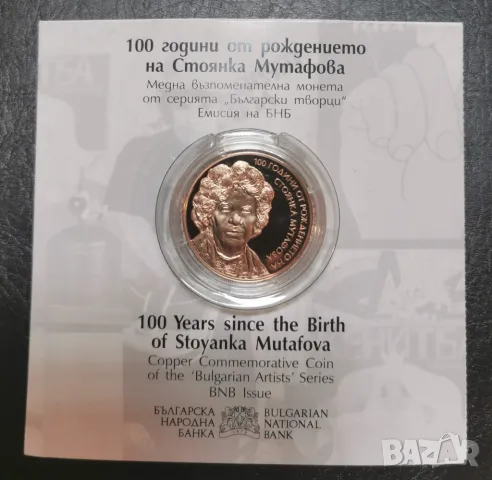 100 години от рождението
на Стоянка Мутафова
Медна възпоменателна монета
от серията „Български творци“
Емисия на БНБ
100 ГОДИНИ ОТ РОЖДЕНИЕТО НА
СТОЯНКА МУТАФОВА
100 Years since the Birth
of Stoyanka Mutafova
Copper Commemorative Coin
of the ‘Bulgarian Artists’ Series
BNB Issue
БЪЛГАРСКА
НАРОДНА
БАНКА
BULGARIAN
NATIONAL
BANK
BAZAR
bazar.bg